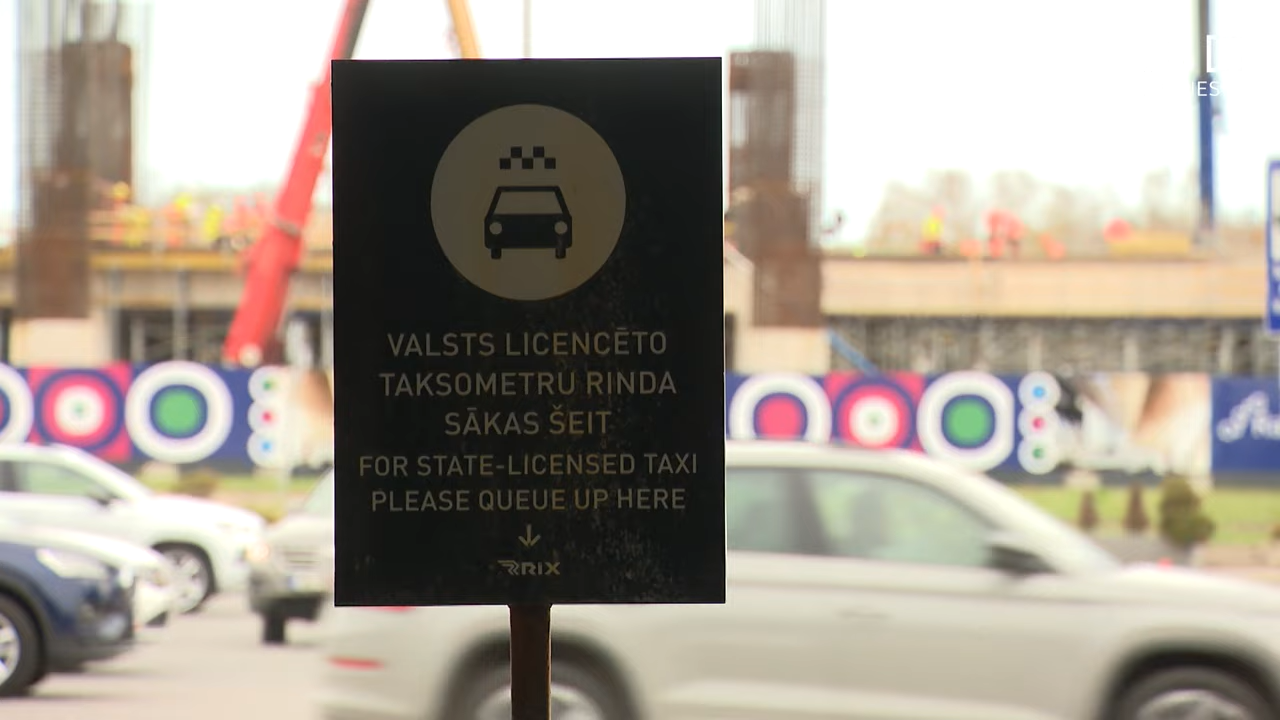 VALSTS LICENCĒTO
TAKSOMETRU RINDA
SĀKAS ŠEIT
FOR STATE-LICENSED TAXI
PLEASE QUEUE UP HERE
RIX